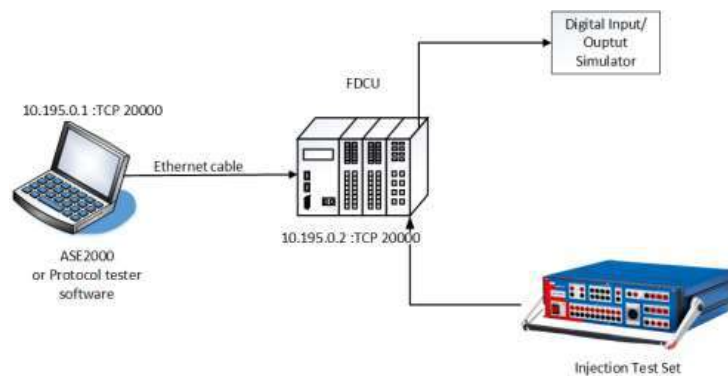 Digital Input/
Ouptut
Simulator
FDCU
10.195.0.1 :TCP 20000
Ethernet cable
10.195.0.2 :TCP 20000
ASE2000
or Protocol tester
software
Injection Test Set